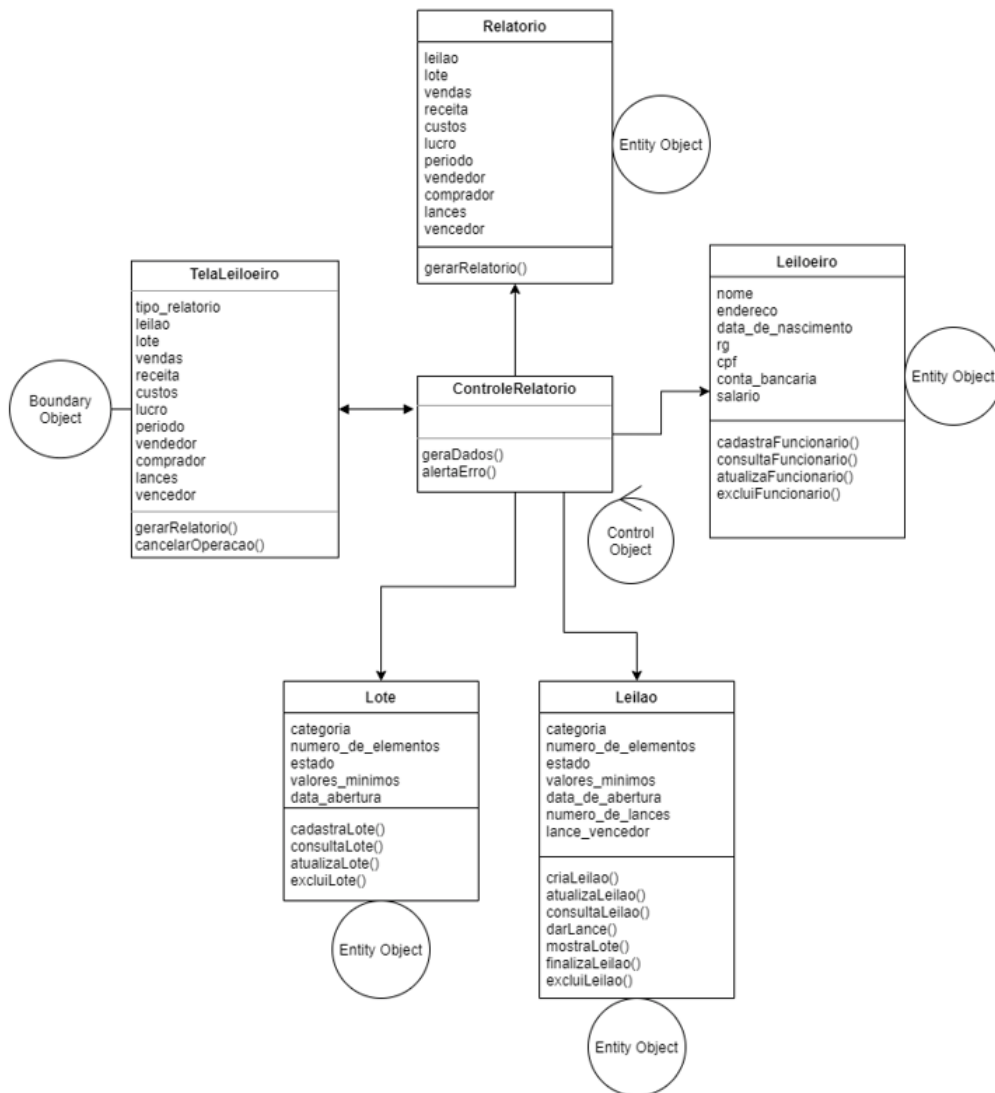 Relatorio
leilao
lote
vendas
receita
custos
lucro
periodo
vendedor
comprador
lances
vencedor
gerarRelatorio()
Entity Object
TelaLeiloeiro
tipo_relatorio
leilao
lote
vendas
receita
custos
lucro
periodo
vendedor
comprador
lances
vencedor
gerarRelatorio()
cancelarOperacao()
Boundary
Object
ControleRelatorio
geraDados()
alertaErro()
Control
Object
Leiloeiro
nome
endereco
data_de_nascimento
rg
cpf
conta_bancaria
salario
cadastraFuncionario()
consultaFuncionario()
atualizaFuncionario()
excluiFuncionario()
Entity Object
Lote
categoria
numero_de_elementos
estado
valores_minimos
data_abertura
cadastraLote()
consultaLote()
atualizaLote()
excluiLote()
Entity Object
Leilao
categoria
numero_de_elementos
estado
valores_minimos
data_de_abertura
numero_de_lances
lance_vencedor
criaLeilao()
atualizaLeilao()
consultaLeilao()
darLance()
mostraLote()
finalizaLeilao()
excluiLeilao()
Entity Object